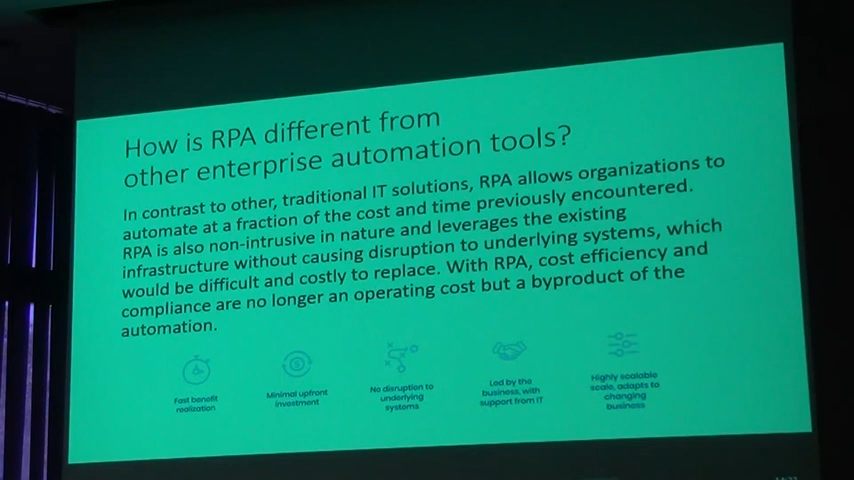 How is RPA different from
other enterprise automation tools?
In contrast to other, traditional IT solutions, RPA allows organizations to
automate at a fraction of the cost and time previously encountered.
RPA is also non-intrusive in nature and leverages the existing
infrastructure without causing disruption to underlying systems, which
would be difficult and costly to replace. With RPA, cost efficiency and
compliance are no longer an operating cost but a byproduct of the
automation.
Fast benefit
realization
Minimal upfront
investment
No disruption to
underlying
systems
Led by the
business, with
support from IT
Highly scalable
scale, adapts to
changing
business